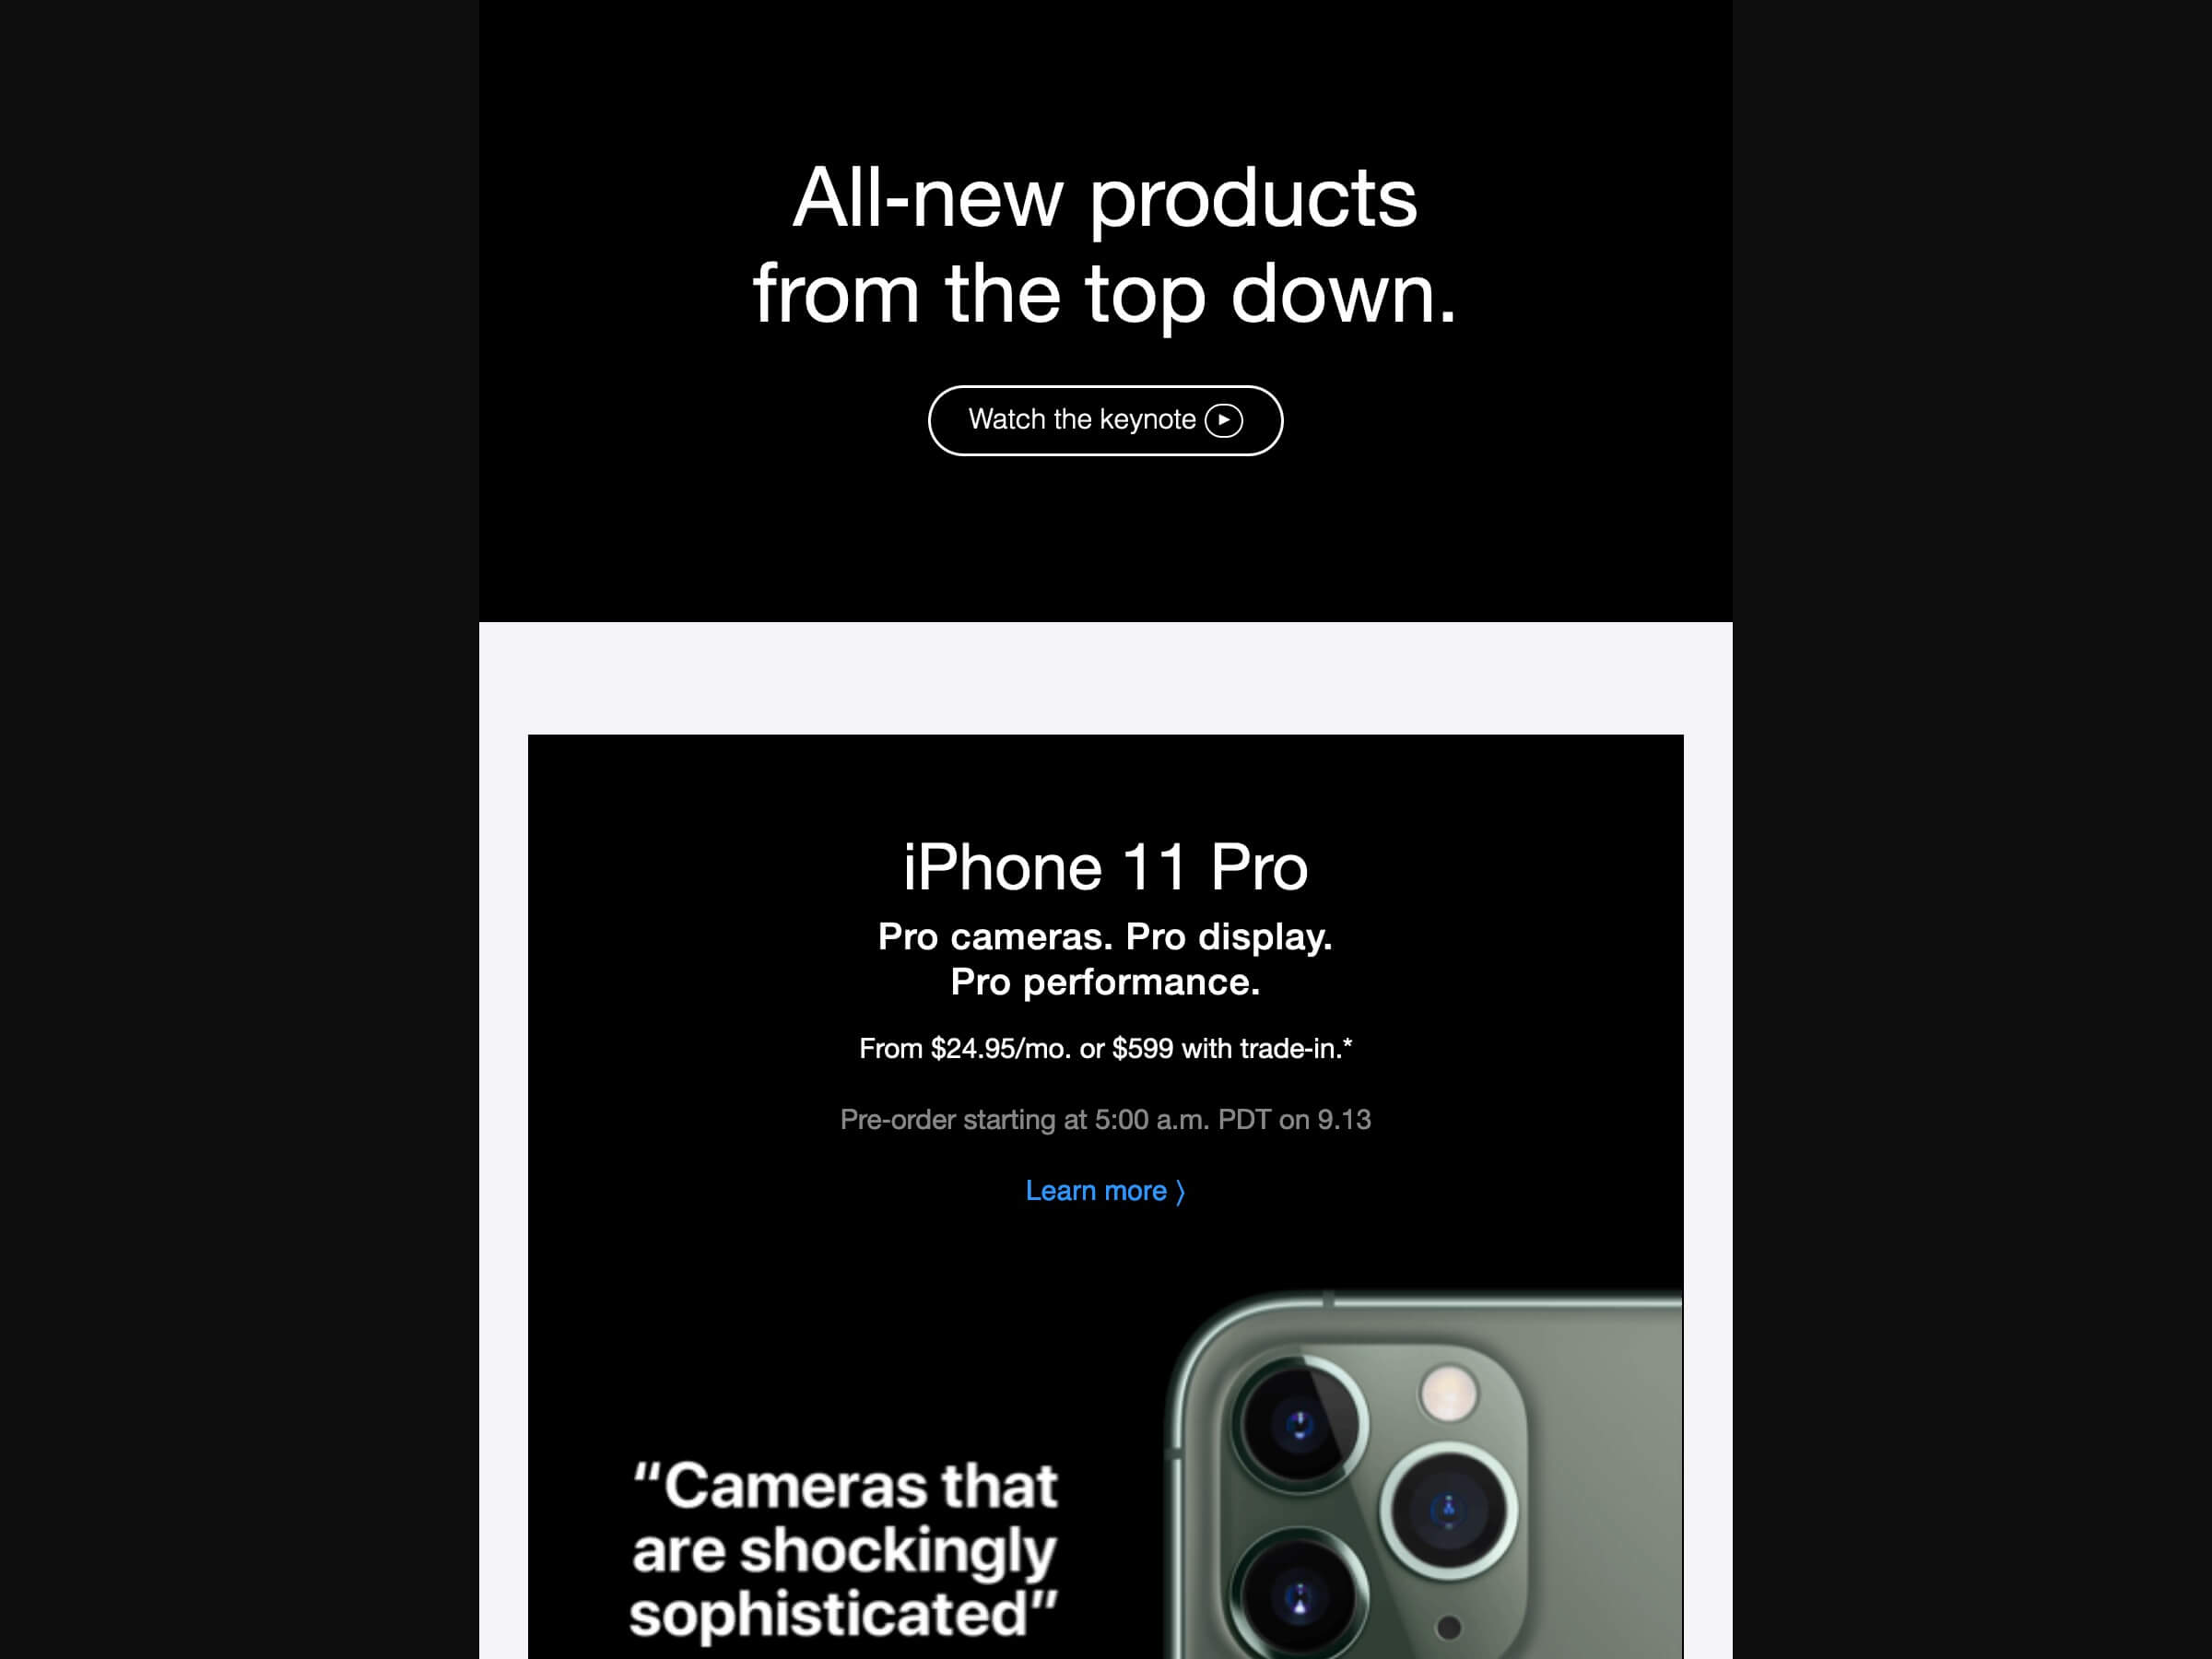 All-new products
from the top down.
Watch the keynote
iPhone 11 Pro
Pro cameras. Pro display.
Pro performance.
From $24.95/mo. or $599 with trade-in.*
Pre-order starting at 5:00 a.m. PDT on 9.13
Learn more 〉
“Cameras that
are shockingly
sophisticated”